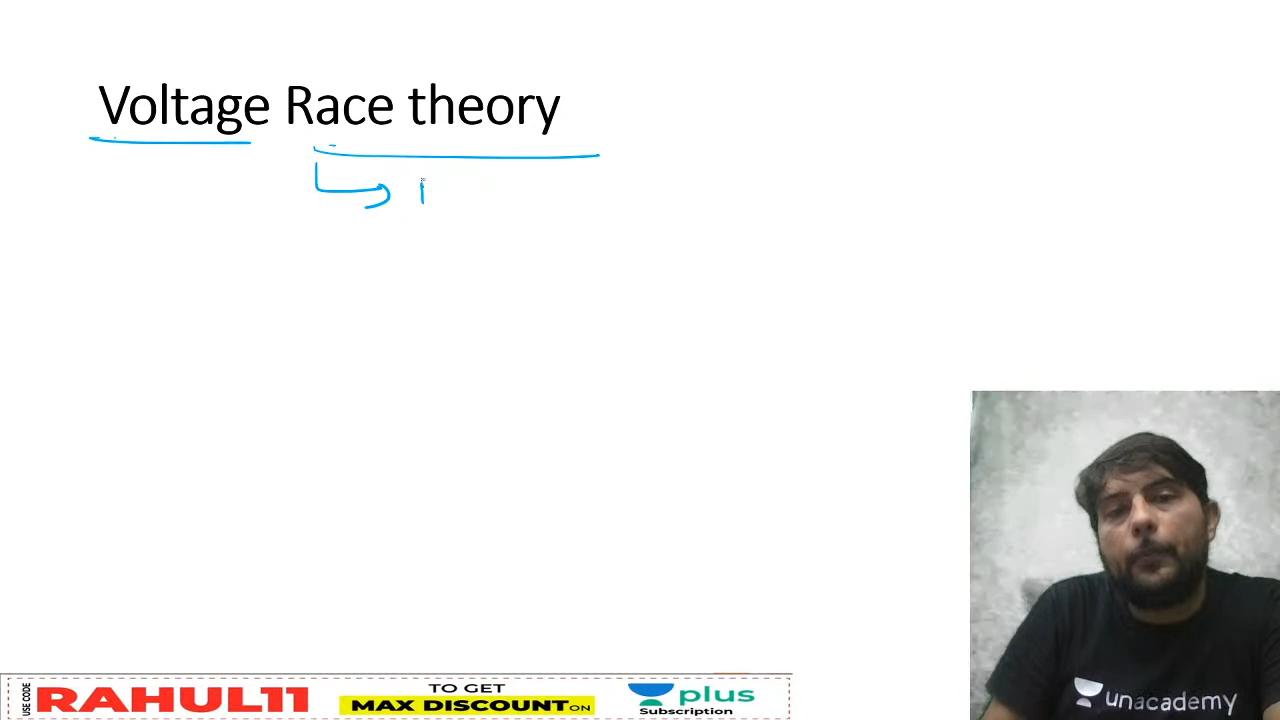 Voltage Race theory
USE CODE
RAHUL11
TO GET
MAX DISCOUNT ON
plus
Subscription
unacademy